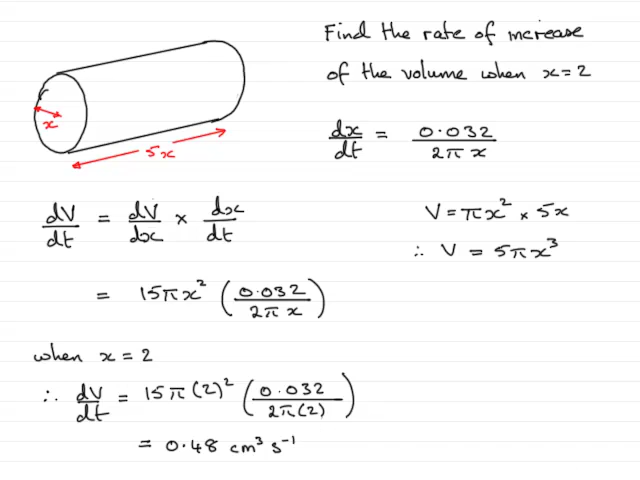 Find the rate of increase
of the volume when x = 2
dx/dt = 0.032/2πx
x
5x
dV/dt = dV/dx × dx/dt
V = πx² × 5x
∴ V = 5πx³
= 15πx² (0.032/2πx)
when x = 2
∴ dV/dt = 15π(2)² (0.032/2π(2))
= 0.48 cm³ s⁻¹